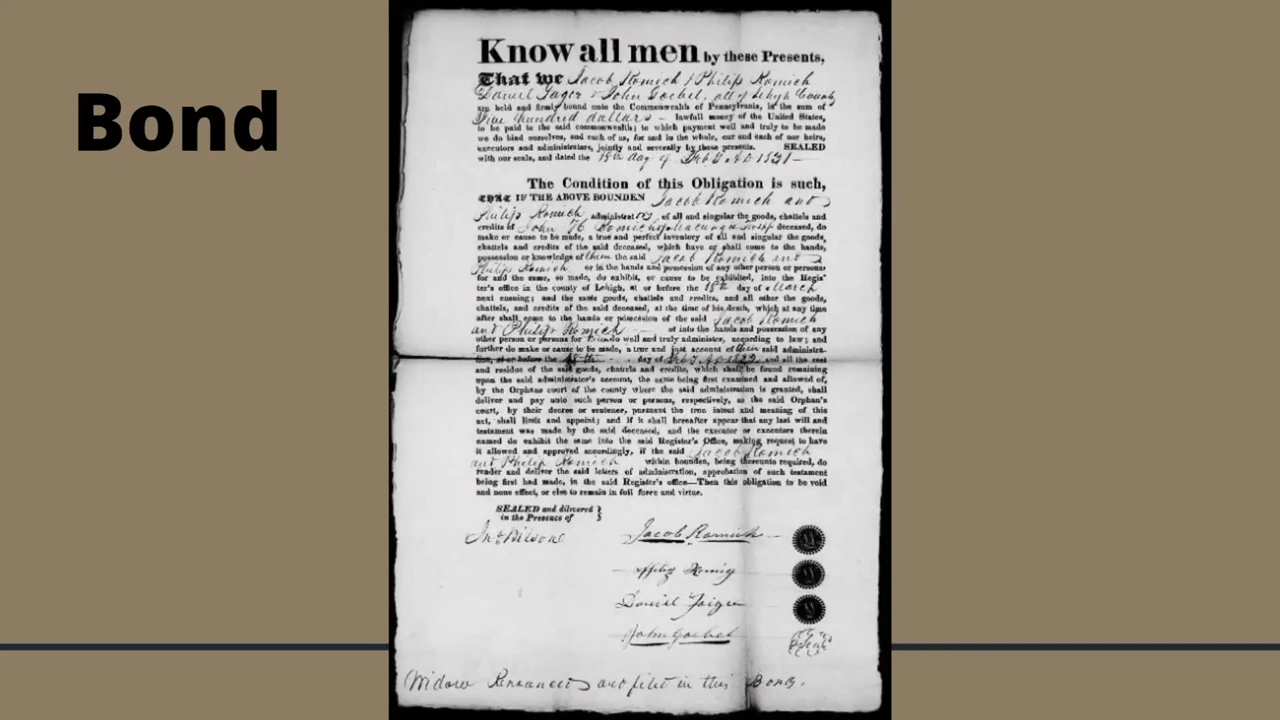 Bond
Know all men by these Presents,
That we Jacob Romich, Philip Romich
Daniel Jager & John Goebel, all of Lehigh County
are held and firmly bound unto the Commonwealth of Pennsylvania, in the sum of
Five hundred dollars — lawfull money of the United States,
to be paid to the said commonwealth; to which payment well and truly to be made
we do bind ourselves, and each of us, for and in the whole, our and each of our heirs,
executors and administrators, jointly and severally by these presents. SEALED
with our seals, and dated the 18th day of Feby AD 1821 —
The Condition of this Obligation is such,
THAT IF THE ABOVE BOUNDEN Jacob Romich and
Philip Romich administrators of all and singular the goods, chattels and
credits of John H Romich of Macungie Twsp deceased, do
make or cause to be made, a true and perfect inventory of all and singular the goods,
chattels and credits of the said deceased, which have or shall come to the hands,
possession or knowledge of them the said Jacob Romich and
Philip Romich or in the hands and possession of any other person or persons
for and the same, so made, do exhibit, or cause to be exhibited, into the Regis
ter's office in the county of Lehigh, at or before the 18th day of March
next ensuing; and the same goods, chattels and credits, and all other the goods,
chattels, and credits of the said deceased, at the time of his death, which at any time
after shall come to the hands or possession of the said Jacob Romich
and Philip Romich or into the hands and possession of any
other person or persons for do well and truly administer, according to law; and
further do make or cause to be made, a true and just account of their said administra-
tion, at or before the 18th day of Feby AD 1822 and all the rest
and residue of the said goods, chattels and credits, which shall be found remaining
upon the said administrator's account, the same being first examined and allowed of,
by the Orphans court of the county where the said administration is granted, shall
deliver and pay unto such person or persons, respectively, as the said Orphan's
court, by their decree or sentence, pursuant the true intent and meaning of this
act, shall limit and appoint; and if it shall hereafter appear that any last will and
testament was made by the said deceased, and the executor or executors therein
named do exhibit the same into the said Register's Office, making request to have
it allowed and approved accordingly, if the said Jacob Romich
and Philip Romich within bounden, being thereunto required, do
render and deliver the said letters of administration, approbation of such testament
being first had made, in the said Register's office—Then this obligation to be void
and none effect, or else to remain in full force and virtue.
SEALED and delivered
in the Presence of
Jno Wilson
Jacob Romich
Daniel Jaiger
John Goebel
Widow Renounced and filed in this Bond.